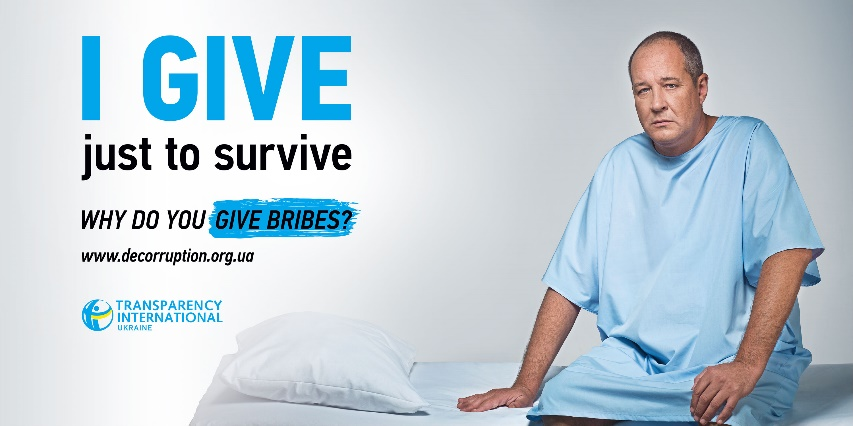 I GIVE
just to survive
WHY DO YOU GIVE BRIBES?
www.decorruption.org.ua
TRANSPARENCY
INTERNATIONAL
UKRAINE